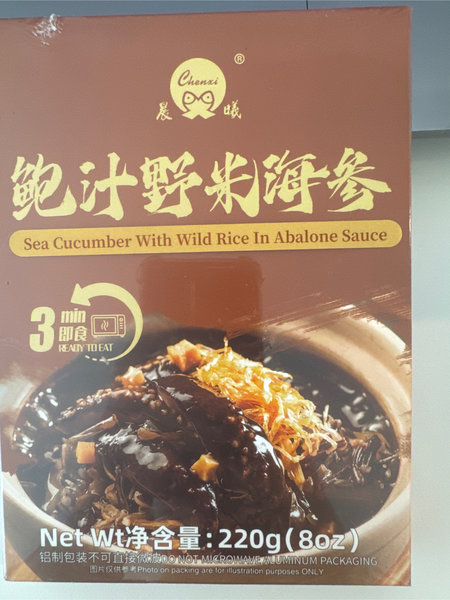 Chenxi
®
晨 曦
鲍汁野米海参
Sea Cucumber With Wild Rice In Abalone Sauce
3 min
即食
READY TO EAT
Net Wt净含量:220g(8oz)
铝制包装不可直接微波DO NOT MICROWAVE ALUMINUM PACKAGING
图片仅供参考Photo on packing are for illustration purposes ONLY